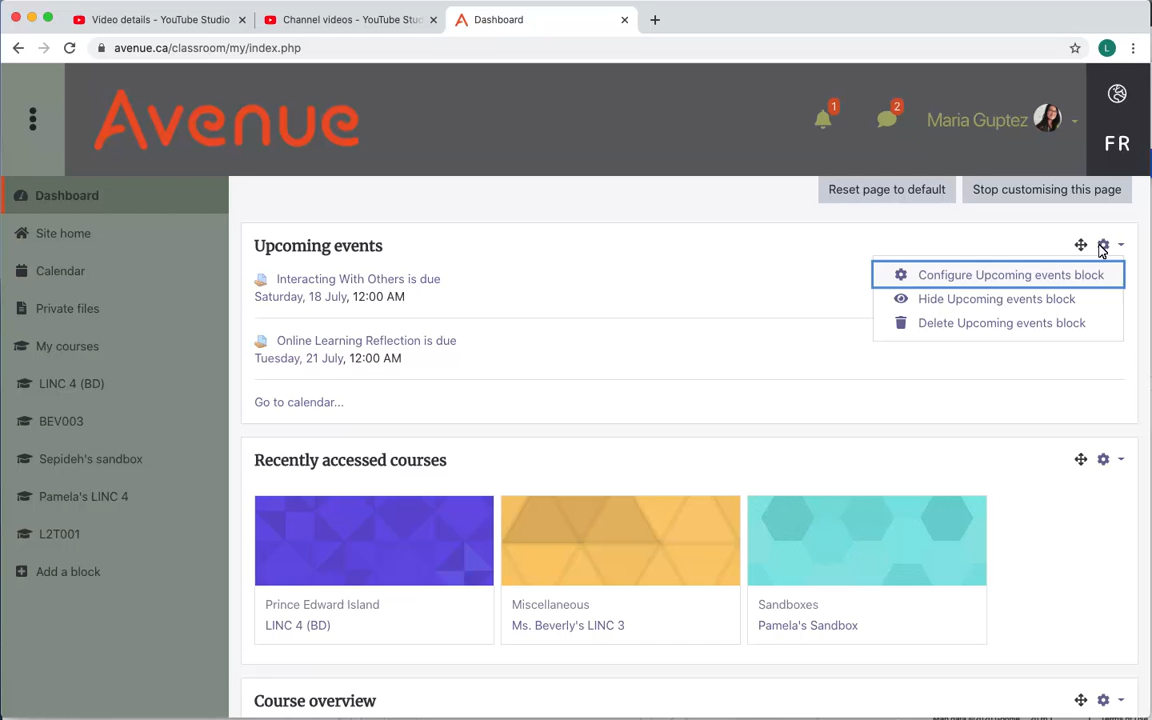 Video details - YouTube Studio
Channel videos - YouTube Stu
Dashboard
avenue.ca/classroom/my/index.php
L
Avenue
1
2
Maria Guptez
FR
Dashboard
Site home
Calendar
Private files
My courses
LINC 4 (BD)
BEV003
Sepideh's sandbox
Pamela's LINC 4
L2T001
Add a block
Reset page to default
Stop customising this page
Upcoming events
Configure Upcoming events block
Hide Upcoming events block
Delete Upcoming events block
Interacting With Others is due
Saturday, 18 July, 12:00 AM
Online Learning Reflection is due
Tuesday, 21 July, 12:00 AM
Go to calendar...
Recently accessed courses
Prince Edward Island
LINC 4 (BD)
Miscellaneous
Ms. Beverly's LINC 3
Sandboxes
Pamela's Sandbox
Course overview